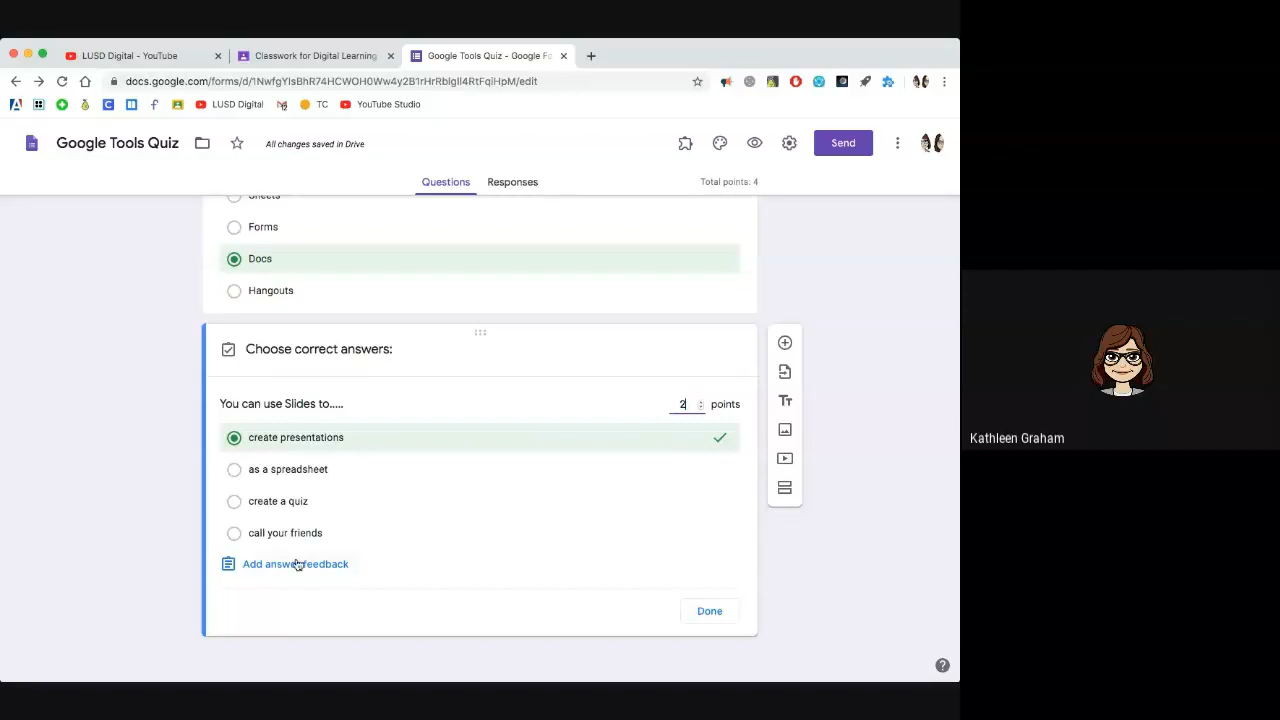 LUSD Digital - YouTube
Classwork for Digital Learning
Google Tools Quiz - Google Fo
docs.google.com/forms/d/1NwfgYIsBhR74HCWOH0Ww4y2B1rHrRbIglI4RtFqiHpM/edit
LUSD Digital
TC
YouTube Studio
Google Tools Quiz
All changes saved in Drive
Send
Questions
Responses
Total points: 4
Sheets
Forms
Docs
Hangouts
Choose correct answers:
You can use Slides to.....
2 points
create presentations
as a spreadsheet
create a quiz
call your friends
Add answer feedback
Done
Kathleen Graham